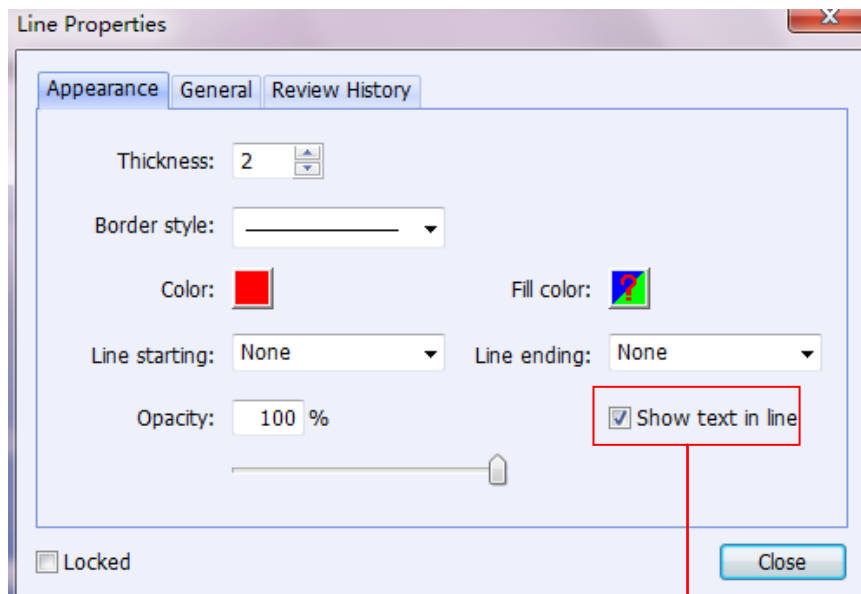 Line Properties
Appearance General Review History
Thickness: 2
Border style:
Color: Fill color: ?
Line starting: None Line ending: None
Opacity: 100 % Show text in line
Locked Close